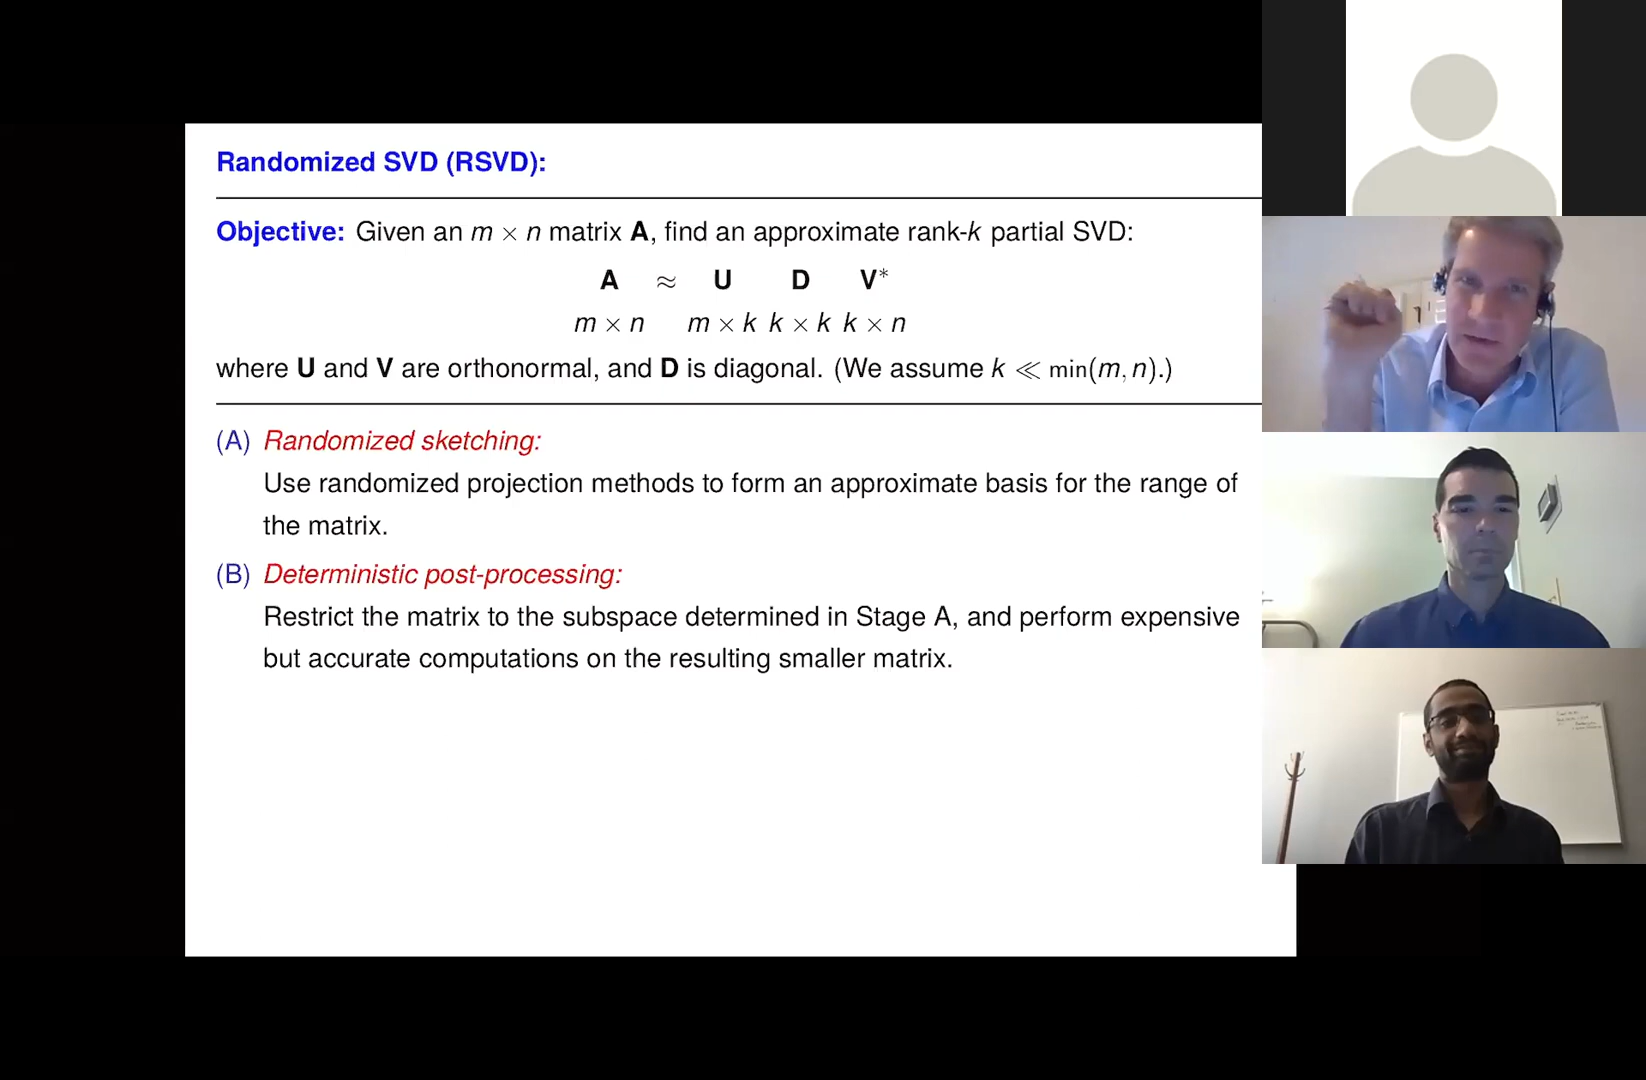 Randomized SVD (RSVD):
Objective: Given an m × n matrix A, find an approximate rank-k partial SVD:
A ≈ U D V*
m × n m × k k × k k × n
where U and V are orthonormal, and D is diagonal. (We assume k ≪ min(m, n).)
(A) Randomized sketching:
Use randomized projection methods to form an approximate basis for the range of
the matrix.
(B) Deterministic post-processing:
Restrict the matrix to the subspace determined in Stage A, and perform expensive
but accurate computations on the resulting smaller matrix.